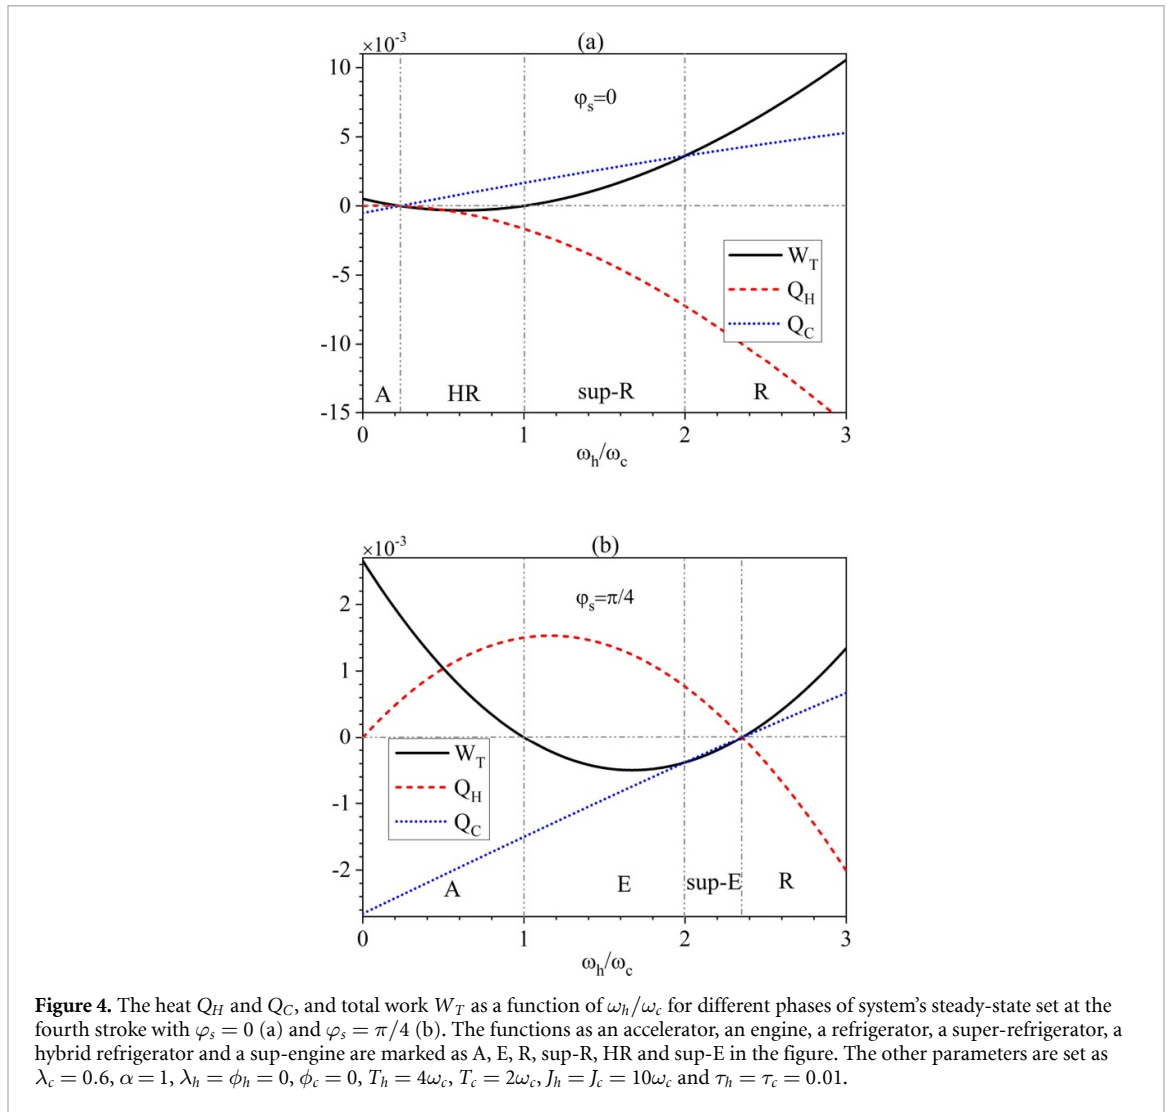 (a)
×10-3
φs=0
10
5
0
-5
-10
-15
WT
QH
QC
A HR sup-R R
0 1 2 3
ωh/ωc
(b)
×10-3
φs=π/4
2
1
0
-1
-2
WT
QH
QC
A E sup-E R
0 1 2 3
ωh/ωc
Figure 4. The heat QH and QC, and total work WT as a function of ωh/ωc for different phases of system's steady-state set at the
fourth stroke with φs = 0 (a) and φs = π/4 (b). The functions as an accelerator, an engine, a refrigerator, a super-refrigerator, a
hybrid refrigerator and a sup-engine are marked as A, E, R, sup-R, HR and sup-E in the figure. The other parameters are set as
λc = 0.6, α = 1, λh = ϕh = 0, ϕc = 0, Th = 4ωc, Tc = 2ωc, Jh = Jc = 10ωc and τh = τc = 0.01.